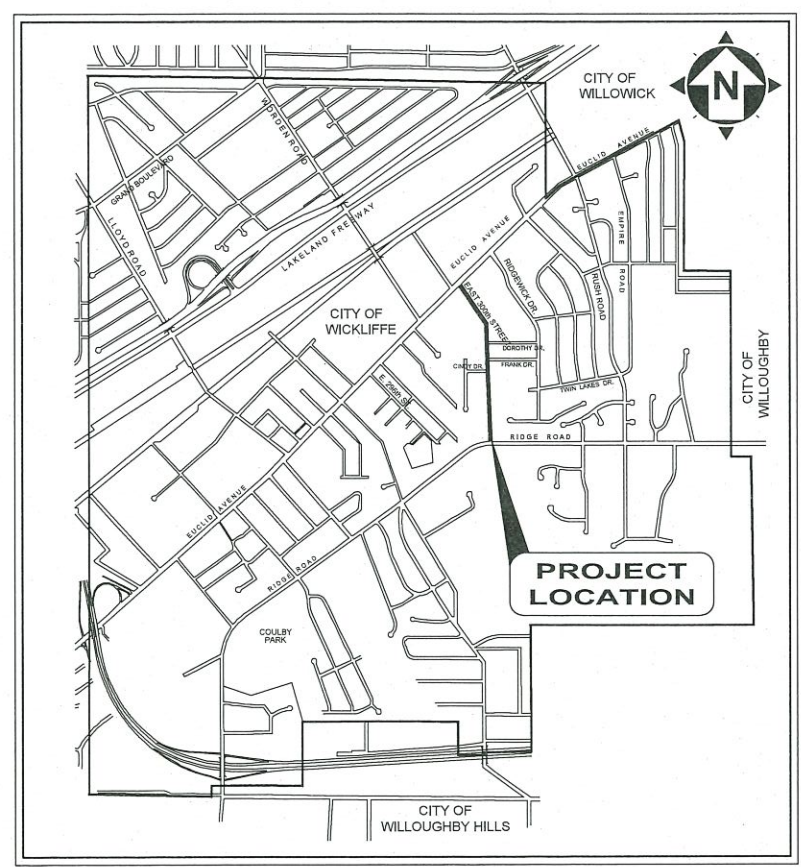 CITY OF
WILLOWICK
N
WORDEN ROAD
EUCLID AVENUE
GRAND BOULEVARD
LLOYD ROAD
LAKELAND FREEWAY
EUCLID AVENUE
EMPIRE ROAD
RIDGEWICK DR.
RUSH ROAD
EAST 300th STREET
CITY OF
WICKLIFFE
DOROTHY DR.
CINDY DR.
FRANK DR.
CITY OF
WILLOUGHBY
TWIN LAKES DR.
RIDGE ROAD
EUCLID AVENUE
PROJECT
LOCATION
RIDGE ROAD
COULBY
PARK
CITY OF
WILLOUGHBY HILLS